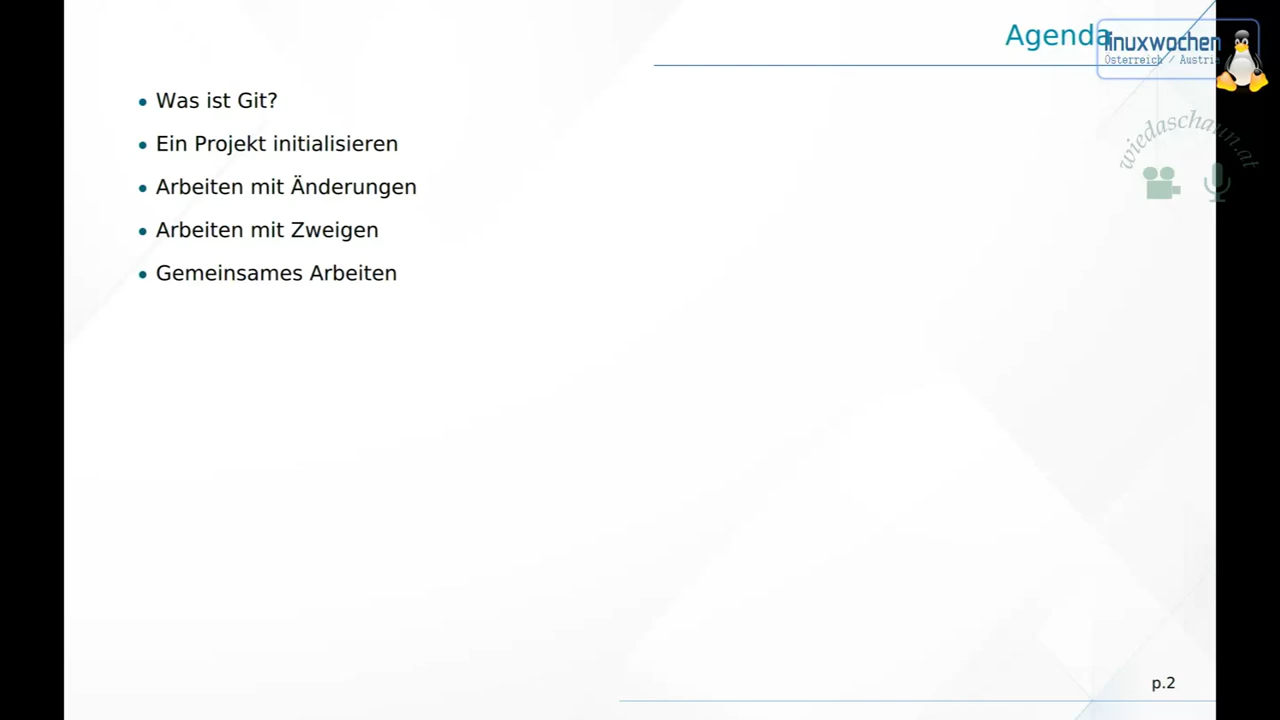 Agenda
linuxwochen
Österreich / Austria
wiedaschaun.at
Was ist Git?
Ein Projekt initialisieren
Arbeiten mit Änderungen
Arbeiten mit Zweigen
Gemeinsames Arbeiten
p.2